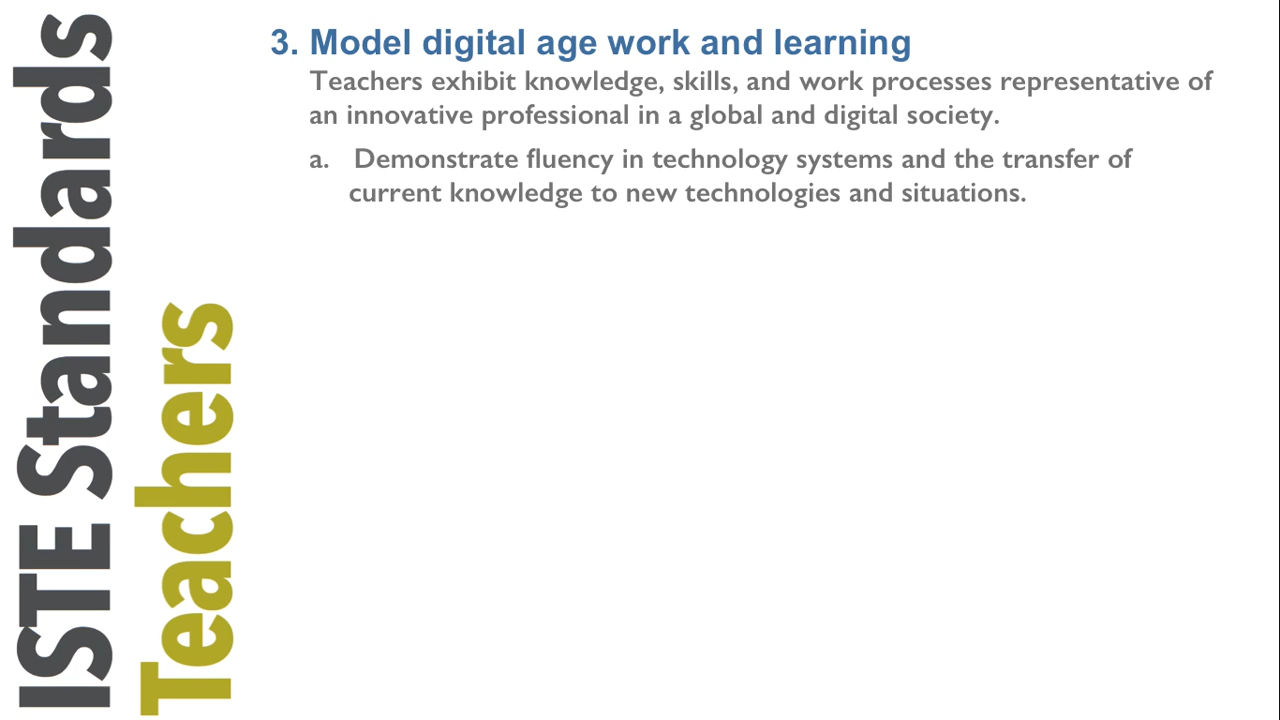 ISTE Standards
Teachers
3. Model digital age work and learning
Teachers exhibit knowledge, skills, and work processes representative of
an innovative professional in a global and digital society.
a. Demonstrate fluency in technology systems and the transfer of
current knowledge to new technologies and situations.